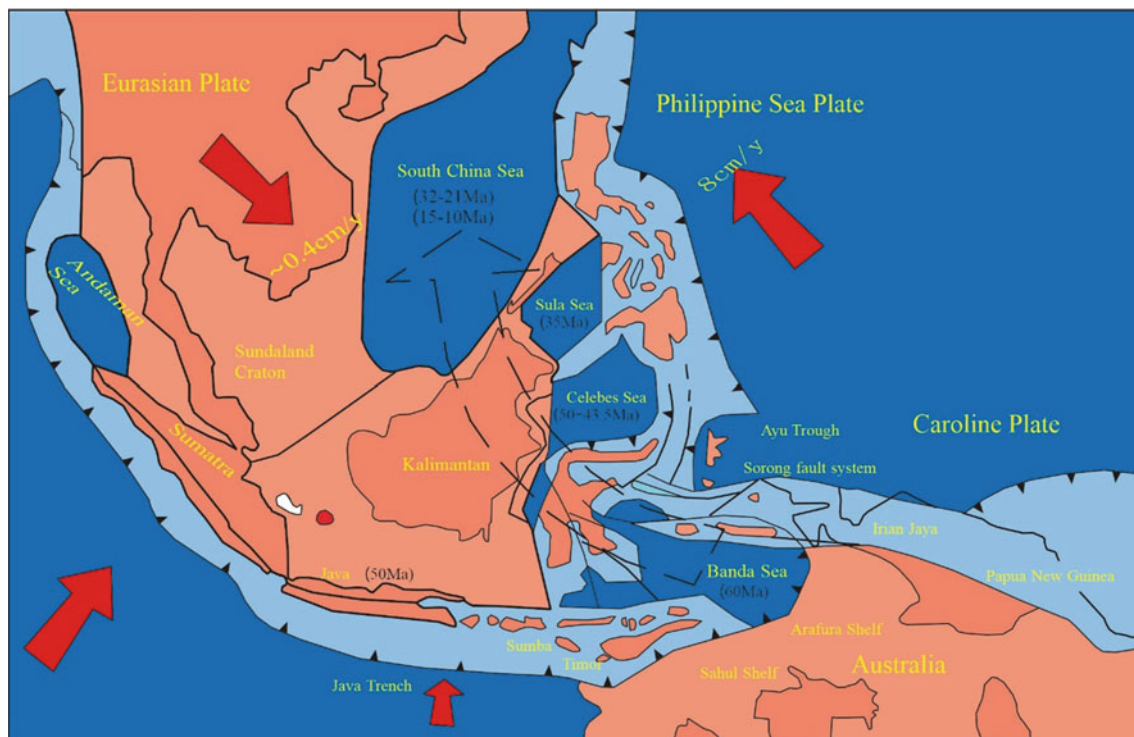 Eurasian Plate
Philippine Sea Plate
8cm/y
South China Sea
(32-21Ma)
(15-10Ma)
~0.4cm/y
Andaman
Sea
Sula Sea
(35Ma)
Sundaland
Craton
Celebes Sea
(50-43.5Ma)
Ayu Trough
Caroline Plate
Sumatra
Kalimantan
Sorong fault system
Irian Jaya
Java (50Ma)
Banda Sea
(60Ma)
Papua New Guinea
Arafura Shelf
Sumba
Timor
Sahul Shelf
Australia
Java Trench